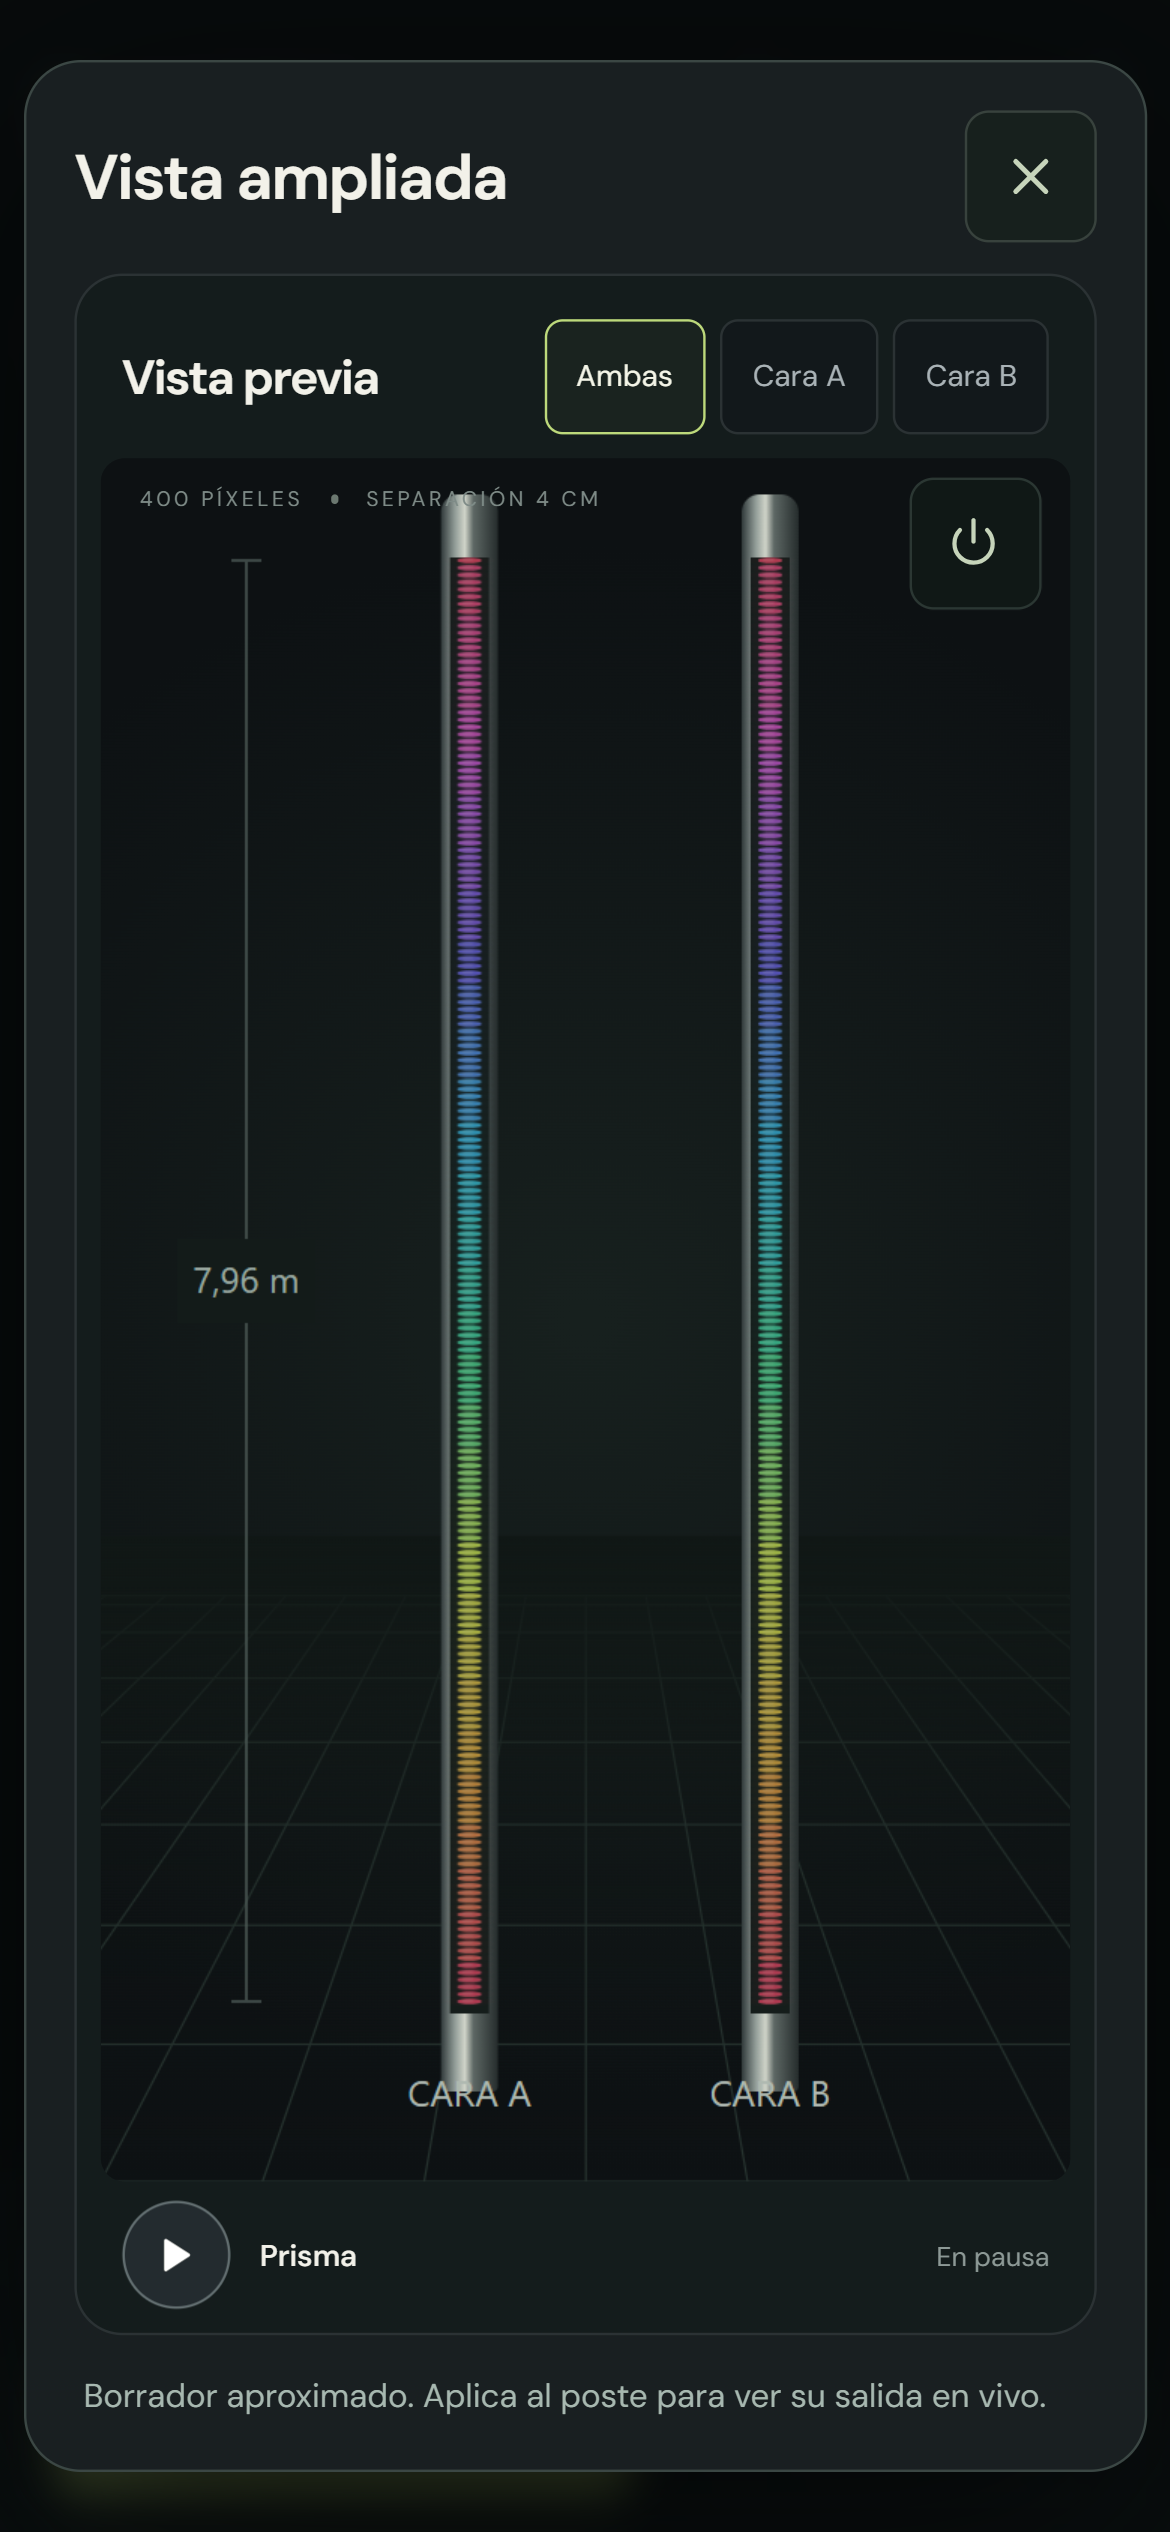 Vista ampliada
Vista previa
Ambas
Cara A
Cara B
400 PÍXELES • SEPARACIÓN 4 CM
7,96 m
CARA A
CARA B
Prisma
En pausa
Borrador aproximado. Aplica al poste para ver su salida en vivo.